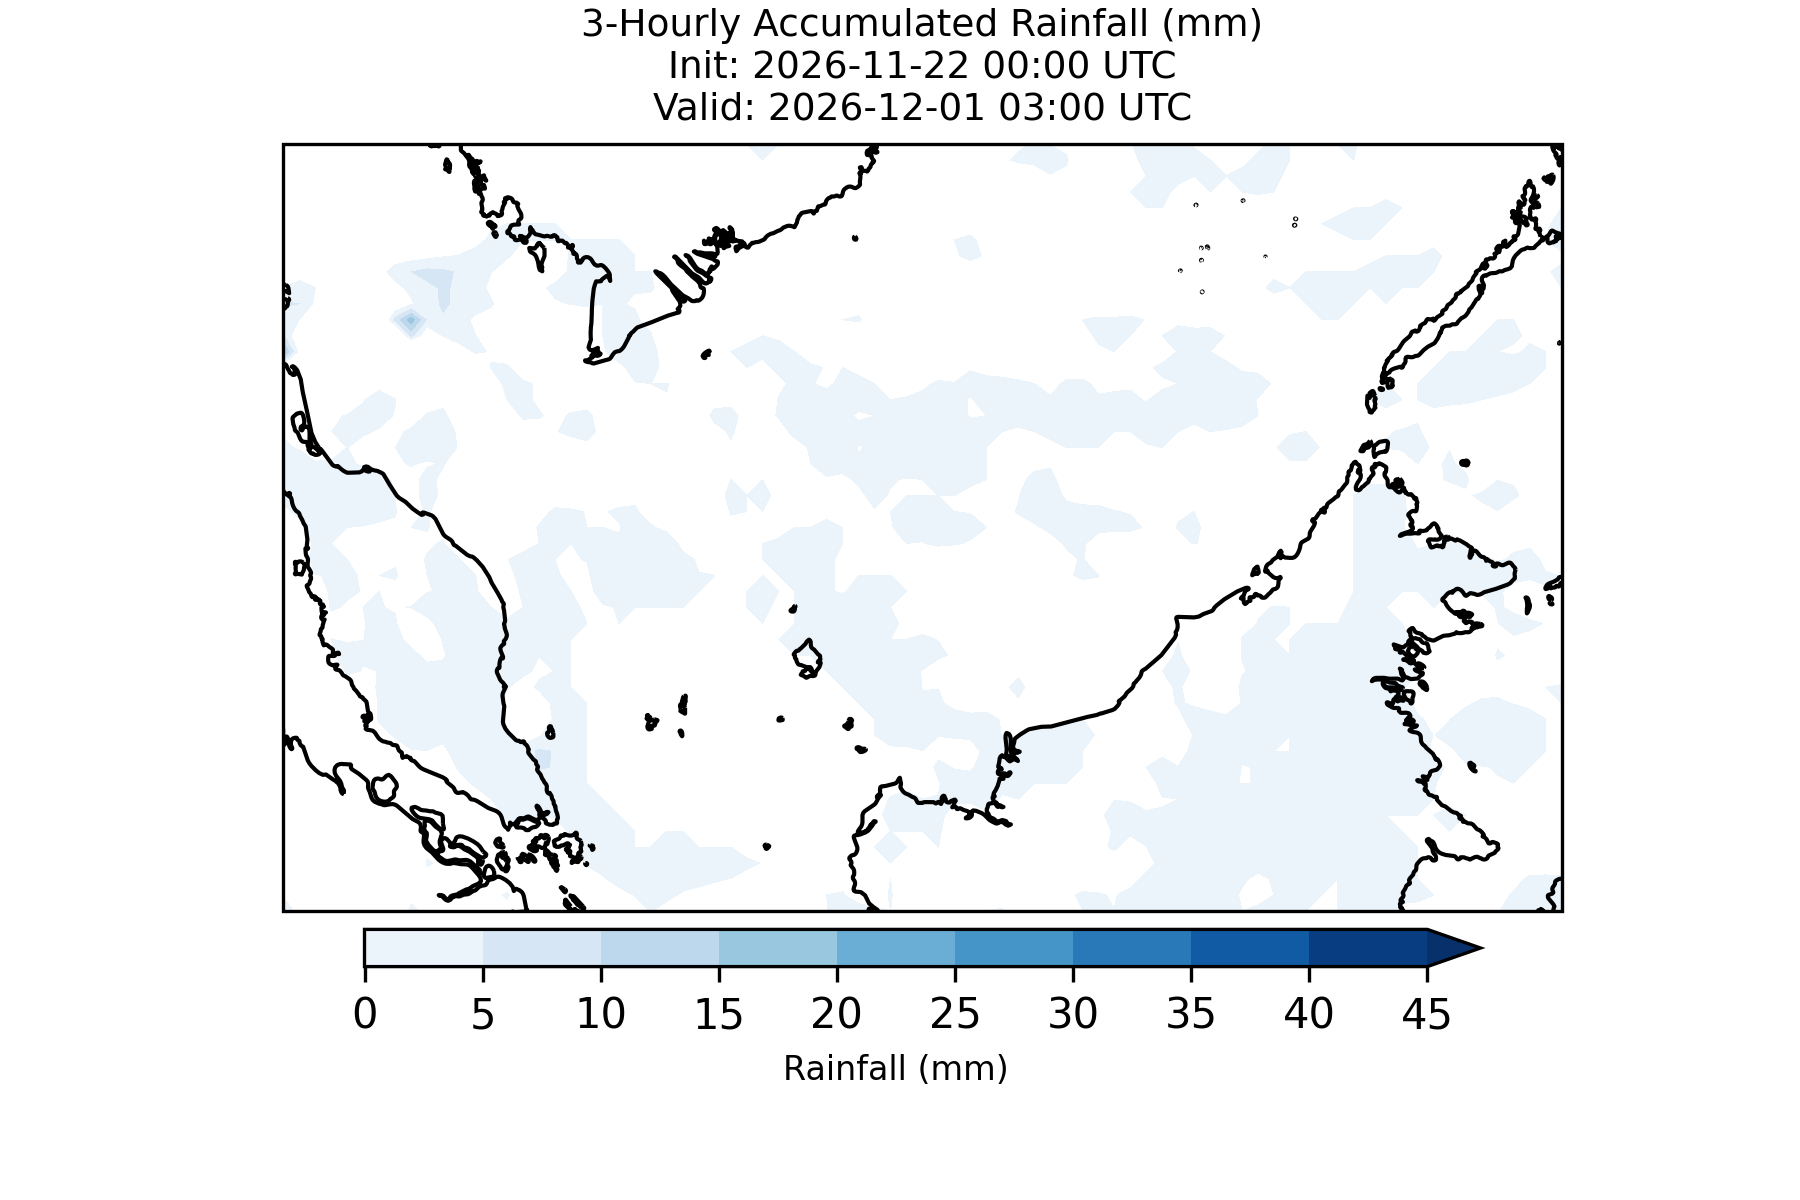 3-Hourly Accumulated Rainfall (mm)
Init: 2026-11-22 00:00 UTC
Valid: 2026-12-01 03:00 UTC
0 5 10 15 20 25 30 35 40 45
Rainfall (mm)